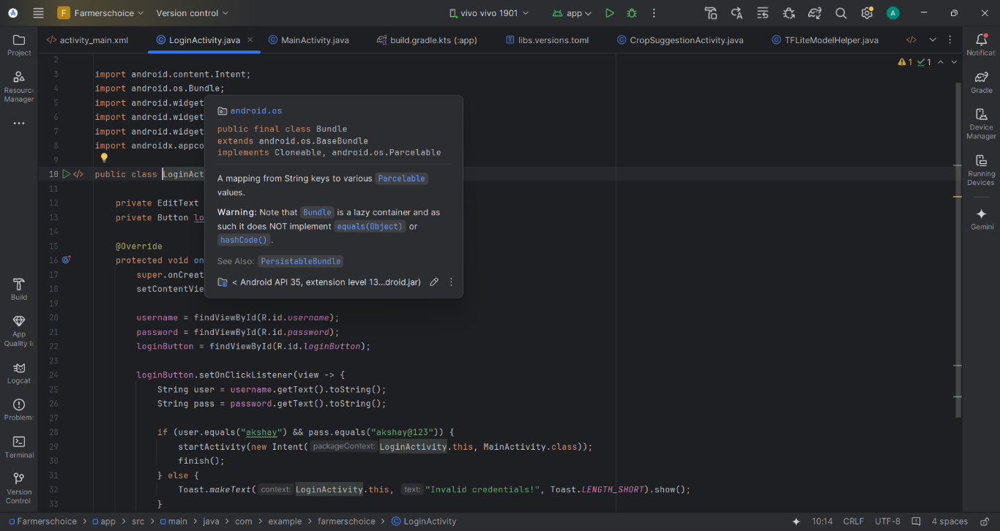 F Farmerschoice Version control vivo vivo 1901 app A
activity_main.xml LoginActivity.java MainActivity.java build.gradle.kts (:app) libs.versions.toml CropSuggestionActivity.java TFLiteModelHelper.java
Project
Resourc
Manager
Build
App
Quality I
Logcat
Problem
Terminal
Version
Control
1 1
2
3 import android.content.Intent;
4 import android.os.Bundle;
5 import android.widget
6 import android.widget
7 import android.widget
8 import androidx.appco
9
10 public class LoginAct
11
12 private EditText
13 private Button lo
14
15 @Override
16 protected void on
17 super.onCreat
18 setContentVie
19
20 username = findViewById(R.id.username);
21 password = findViewById(R.id.password);
22 loginButton = findViewById(R.id.loginButton);
23
24 loginButton.setOnClickListener(view -> {
25 String user = username.getText().toString();
26 String pass = password.getText().toString();
27
28 if (user.equals("akshay") && pass.equals("akshay@123")) {
29 startActivity(new Intent( packageContext: LoginActivity.this, MainActivity.class));
30 finish();
31 } else {
32 Toast.makeText( context: LoginActivity.this, text: "Invalid credentials!", Toast.LENGTH_SHORT).show();
33 }
android.os
public final class Bundle
extends android.os.BaseBundle
implements Cloneable, android.os.Parcelable
A mapping from String keys to various Parcelable
values.
Warning: Note that Bundle is a lazy container and as
such it does NOT implement equals(Object) or
hashCode() .
See Also: PersistableBundle
< Android API 35, extension level 13...droid.jar)
Notificat
Gradle
Device
Manager
Running
Devices
Gemini
Farmerschoice > app > src > main > java > com > example > farmerschoice > LoginActivity 10:14 CRLF UTF-8 4 spaces